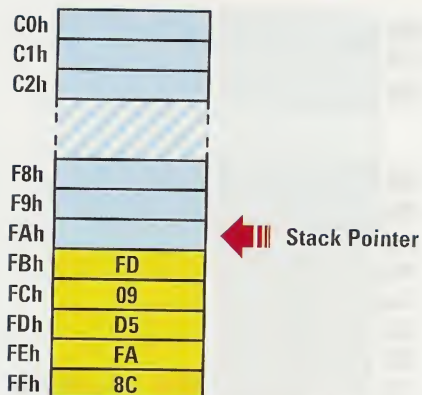 C0h
C1h
C2h
F8h
F9h
FAh Stack Pointer
FBh FD
FCh 09
FDh D5
FEh FA
FFh 8C